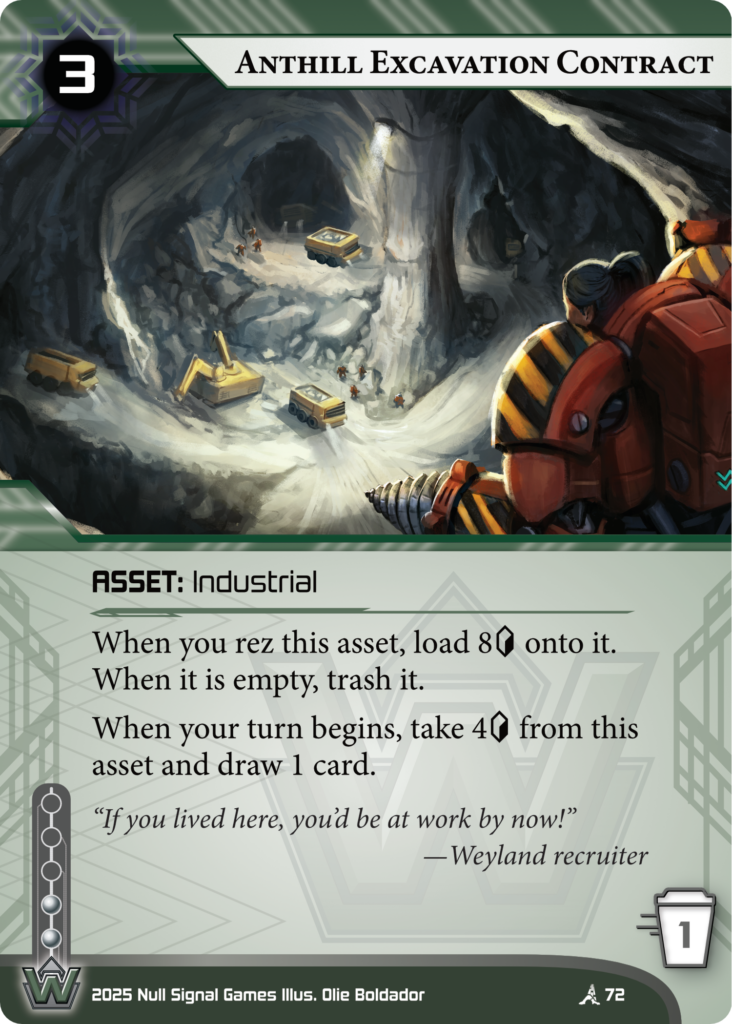 3
ANTHILL EXCAVATION CONTRACT
ASSET: Industrial
When you rez this asset, load 8 onto it.
When it is empty, trash it.
When your turn begins, take 4 from this
asset and draw 1 card.
“If you lived here, you’d be at work by now!”
—Weyland recruiter
1
W
2025 Null Signal Games Illus. Olie Boldador
72